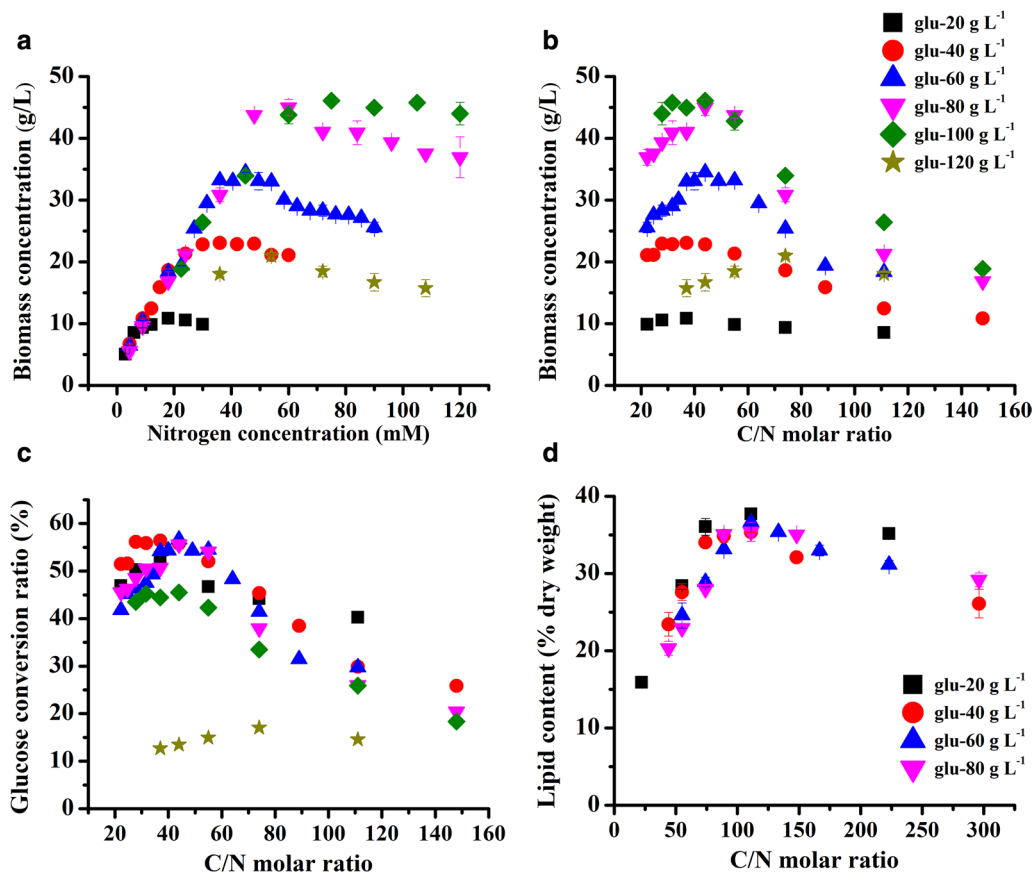 a
b
glu-20 g L⁻¹
glu-40 g L⁻¹
glu-60 g L⁻¹
glu-80 g L⁻¹
glu-100 g L⁻¹
glu-120 g L⁻¹
Biomass concentration (g/L)
50
40
30
20
10
0
0 20 40 60 80 100 120
Nitrogen concentration (mM)
Biomass concentration (g/L)
50
40
30
20
10
0
20 40 60 80 100 120 140 160
C/N molar ratio
c
d
Glucose conversion ratio (%)
60
50
40
30
20
10
0
20 40 60 80 100 120 140 160
C/N molar ratio
Lipid content (% dry weight)
40
30
20
10
0
0 50 100 150 200 250 300
C/N molar ratio
glu-20 g L⁻¹
glu-40 g L⁻¹
glu-60 g L⁻¹
glu-80 g L⁻¹